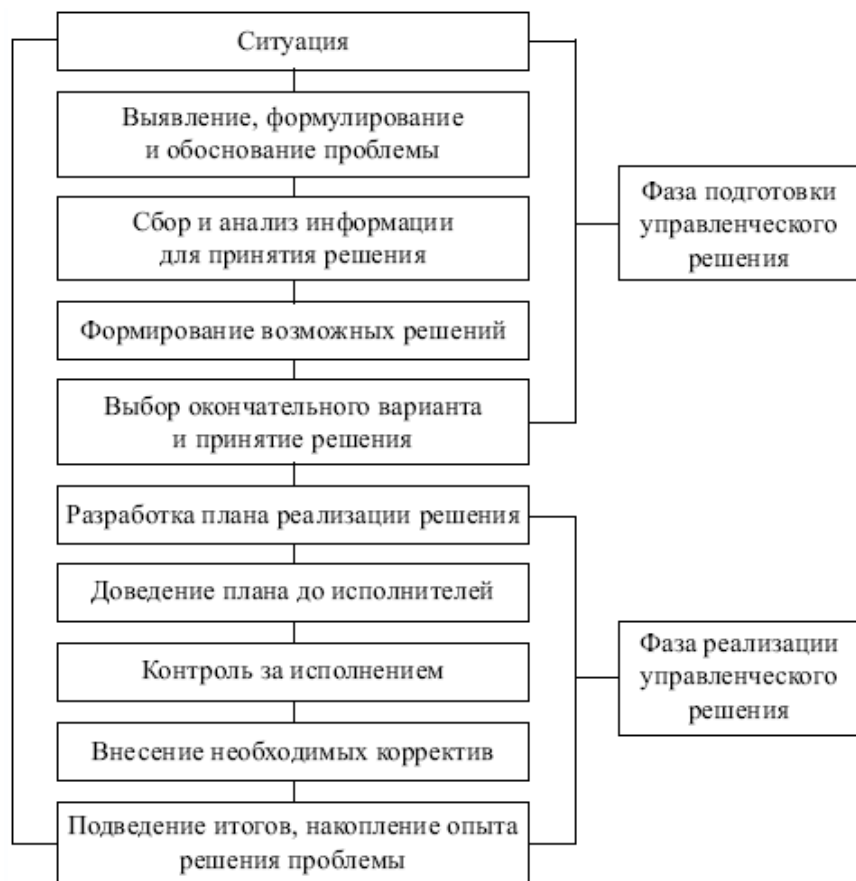 Ситуация
Выявление, формулирование
и обоснование проблемы
Сбор и анализ информации
для принятия решения
Формирование возможных решений
Выбор окончательного варианта
и принятие решения
Разработка плана реализации решения
Доведение плана до исполнителей
Контроль за исполнением
Внесение необходимых корректив
Подведение итогов, накопление опыта
решения проблемы
Фаза подготовки
управленческого
решения
Фаза реализации
управленческого
решения